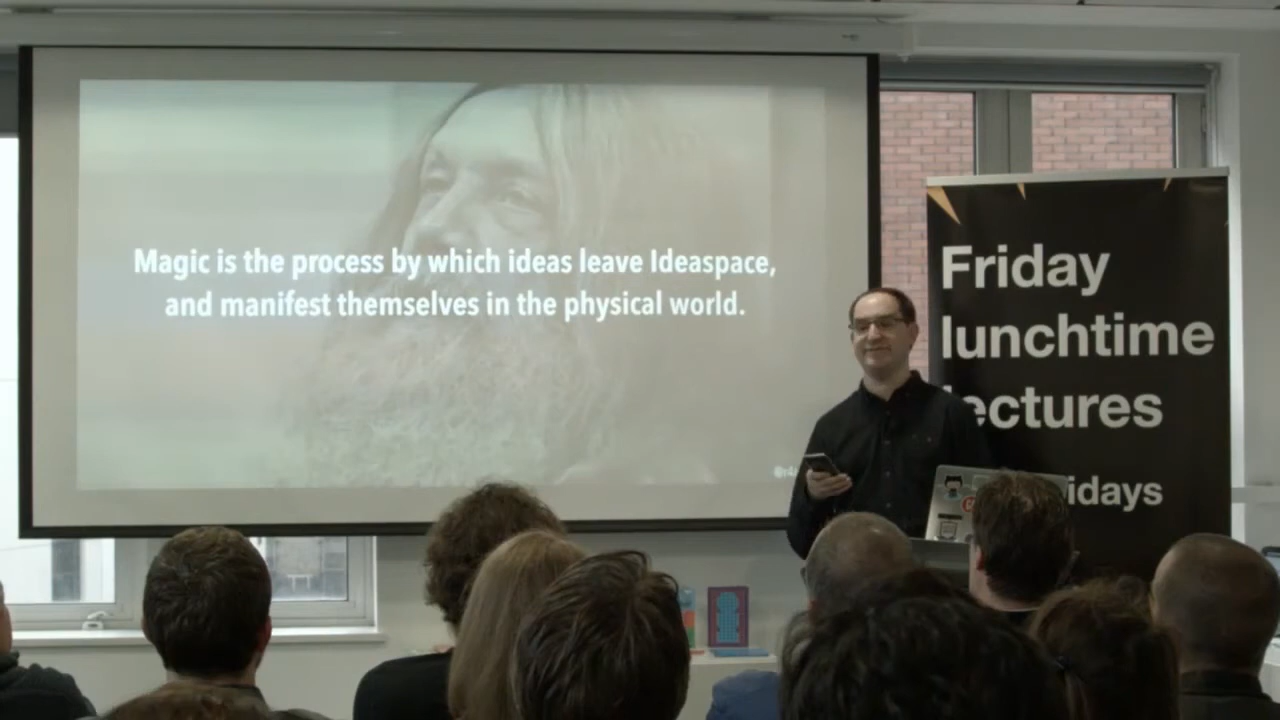 Magic is the process by which ideas leave Ideaspace,
and manifest themselves in the physical world.
Friday
lunchtime
lectures